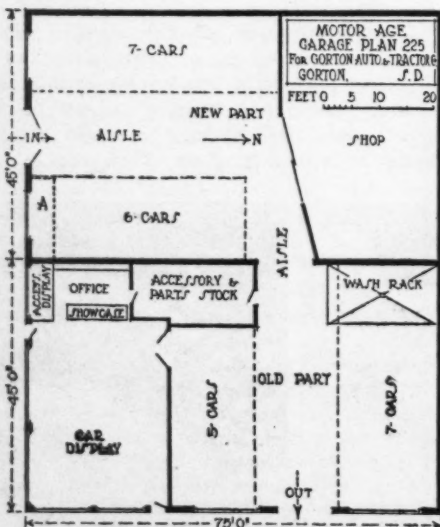 MOTOR AGE
GARAGE PLAN 225
FOR GORTON AUTO & TRACTOR CO
GORTON, S.D.
FEET 0 5 10 20
7-CARS
NEW PART
-IN-
AISLE
N
SHOP
45'0"
A
6-CARS
AISLE
ACCESS. DISPLAY
OFFICE
SHOWCASE
ACCESSORY &
PARTS STOCK
WASH RACK
45'0"
CAR
DISPLAY
5-CARS
OLD PART
7-CARS
OUT
75'0"